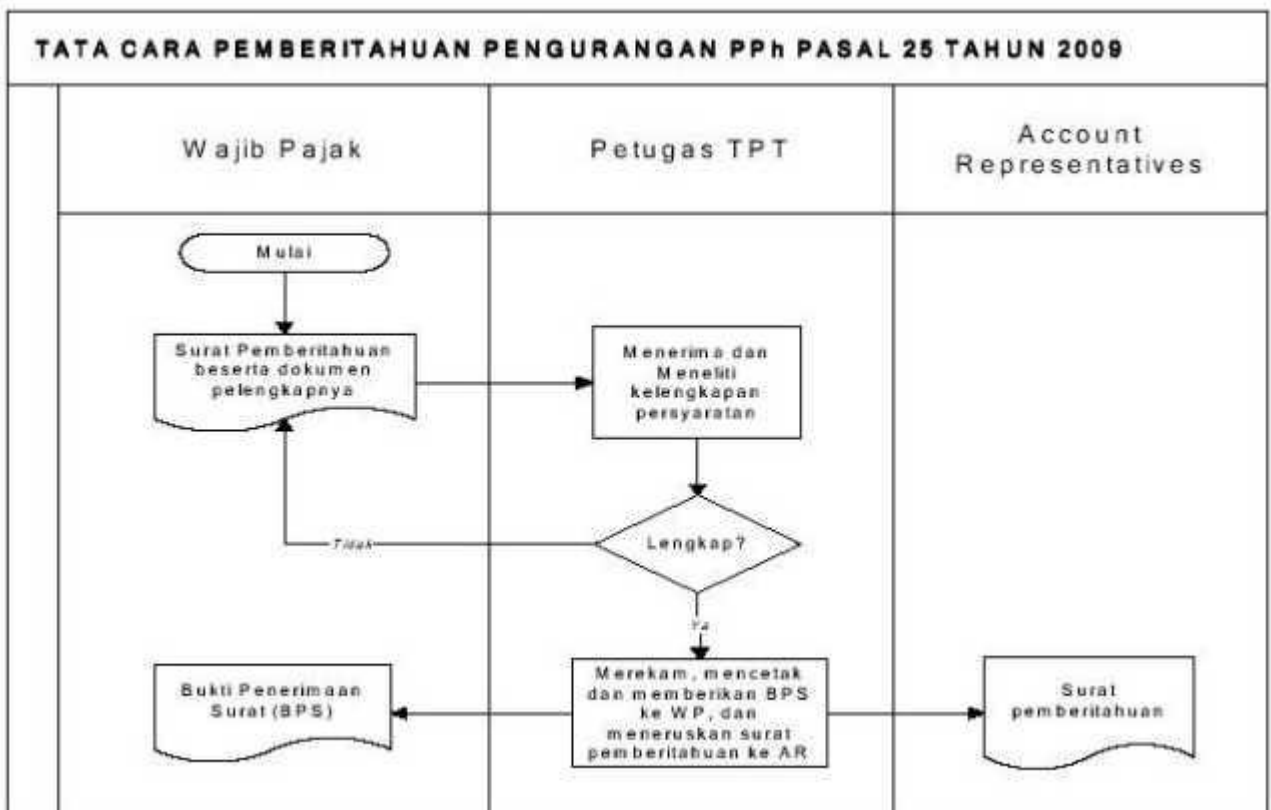 TATA CARA PEMBERITAHUAN PENGURANGAN PPh PASAL 25 TAHUN 2009
Wajib Pajak
Petugas TPT
Account
Representatives
Mulai
Surat Pemberitahuan
beserta dokumen
pelengkapnya
Menerima dan
Meneliti
kelengkapan
persyaratan
Lengkap?
Tidak
Ya
Bukti Penerimaan
Surat (BPS)
Merekam, mencetak
dan memberikan BPS
ke WP, dan
meneruskan surat
pemberitahuan ke AR
Surat
pemberitahuan